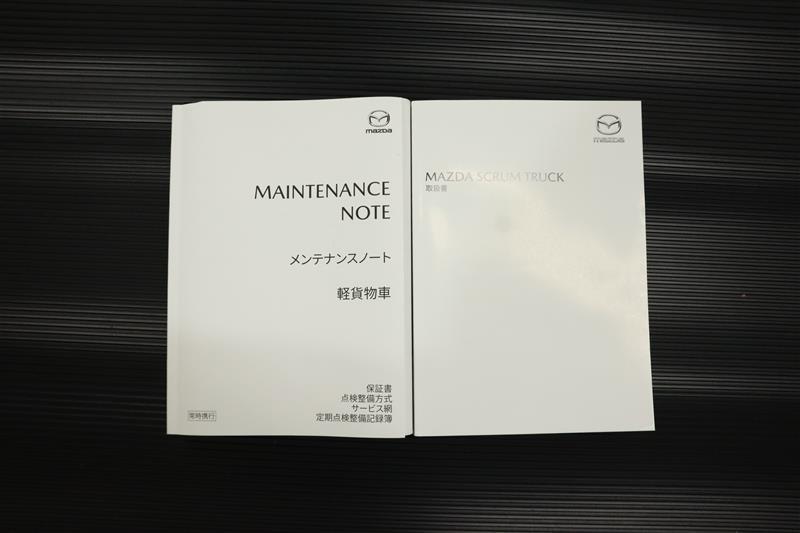 mazda
MAINTENANCE
NOTE
メンテナンスノート
軽貨物車
保証書
点検整備方式
サービス網
定期点検整備記録簿
常時携行
mazda
MAZDA SCRUM TRUCK
取扱書